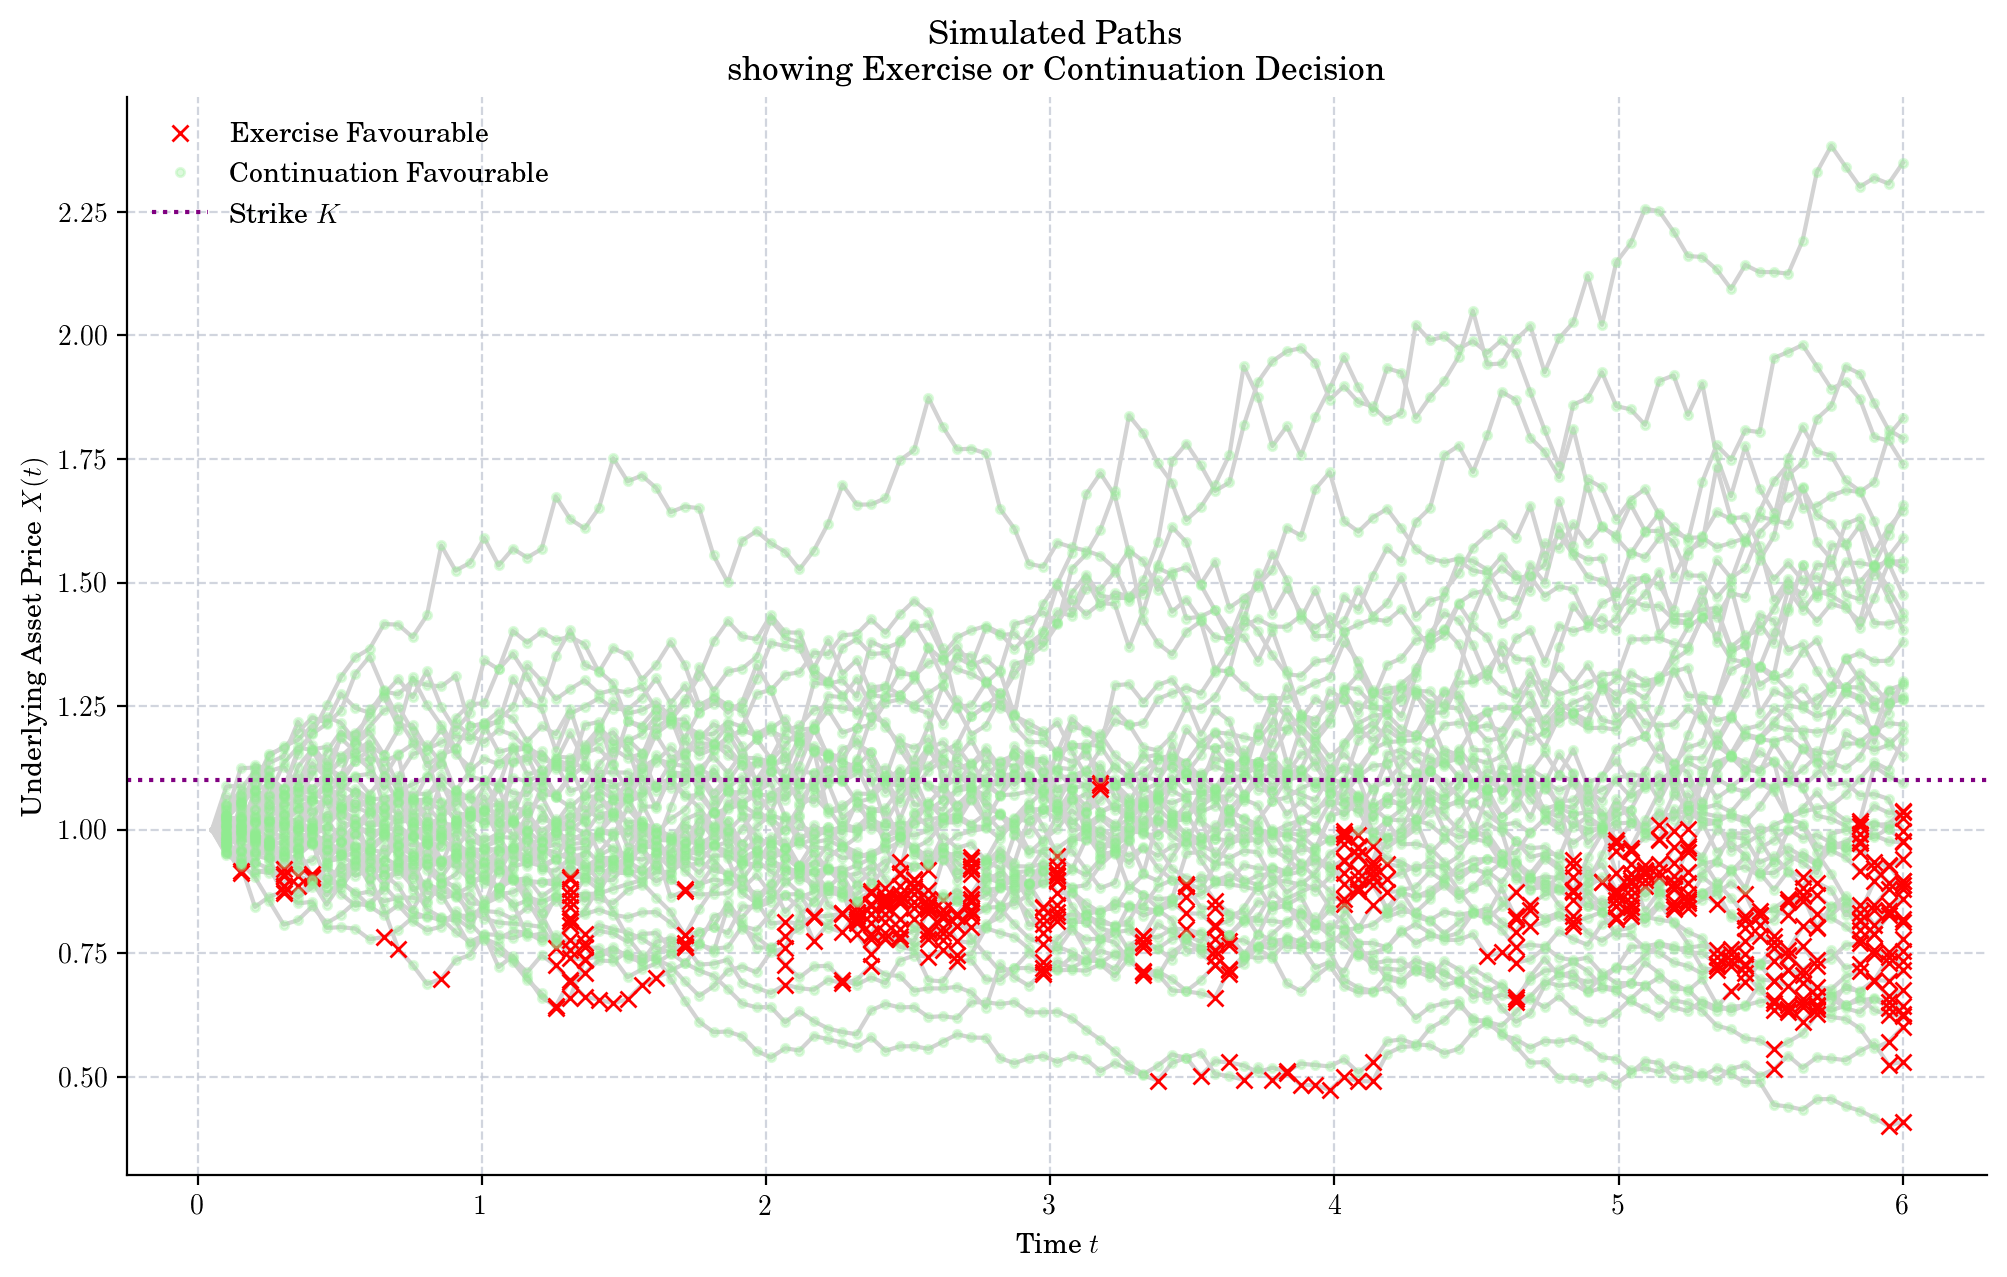 Simulated Paths
showing Exercise or Continuation Decision
Exercise Favourable
Continuation Favourable
Strike K
Underlying Asset Price X(t)
2.25
2.00
1.75
1.50
1.25
1.00
0.75
0.50
0 1 2 3 4 5 6
Time t